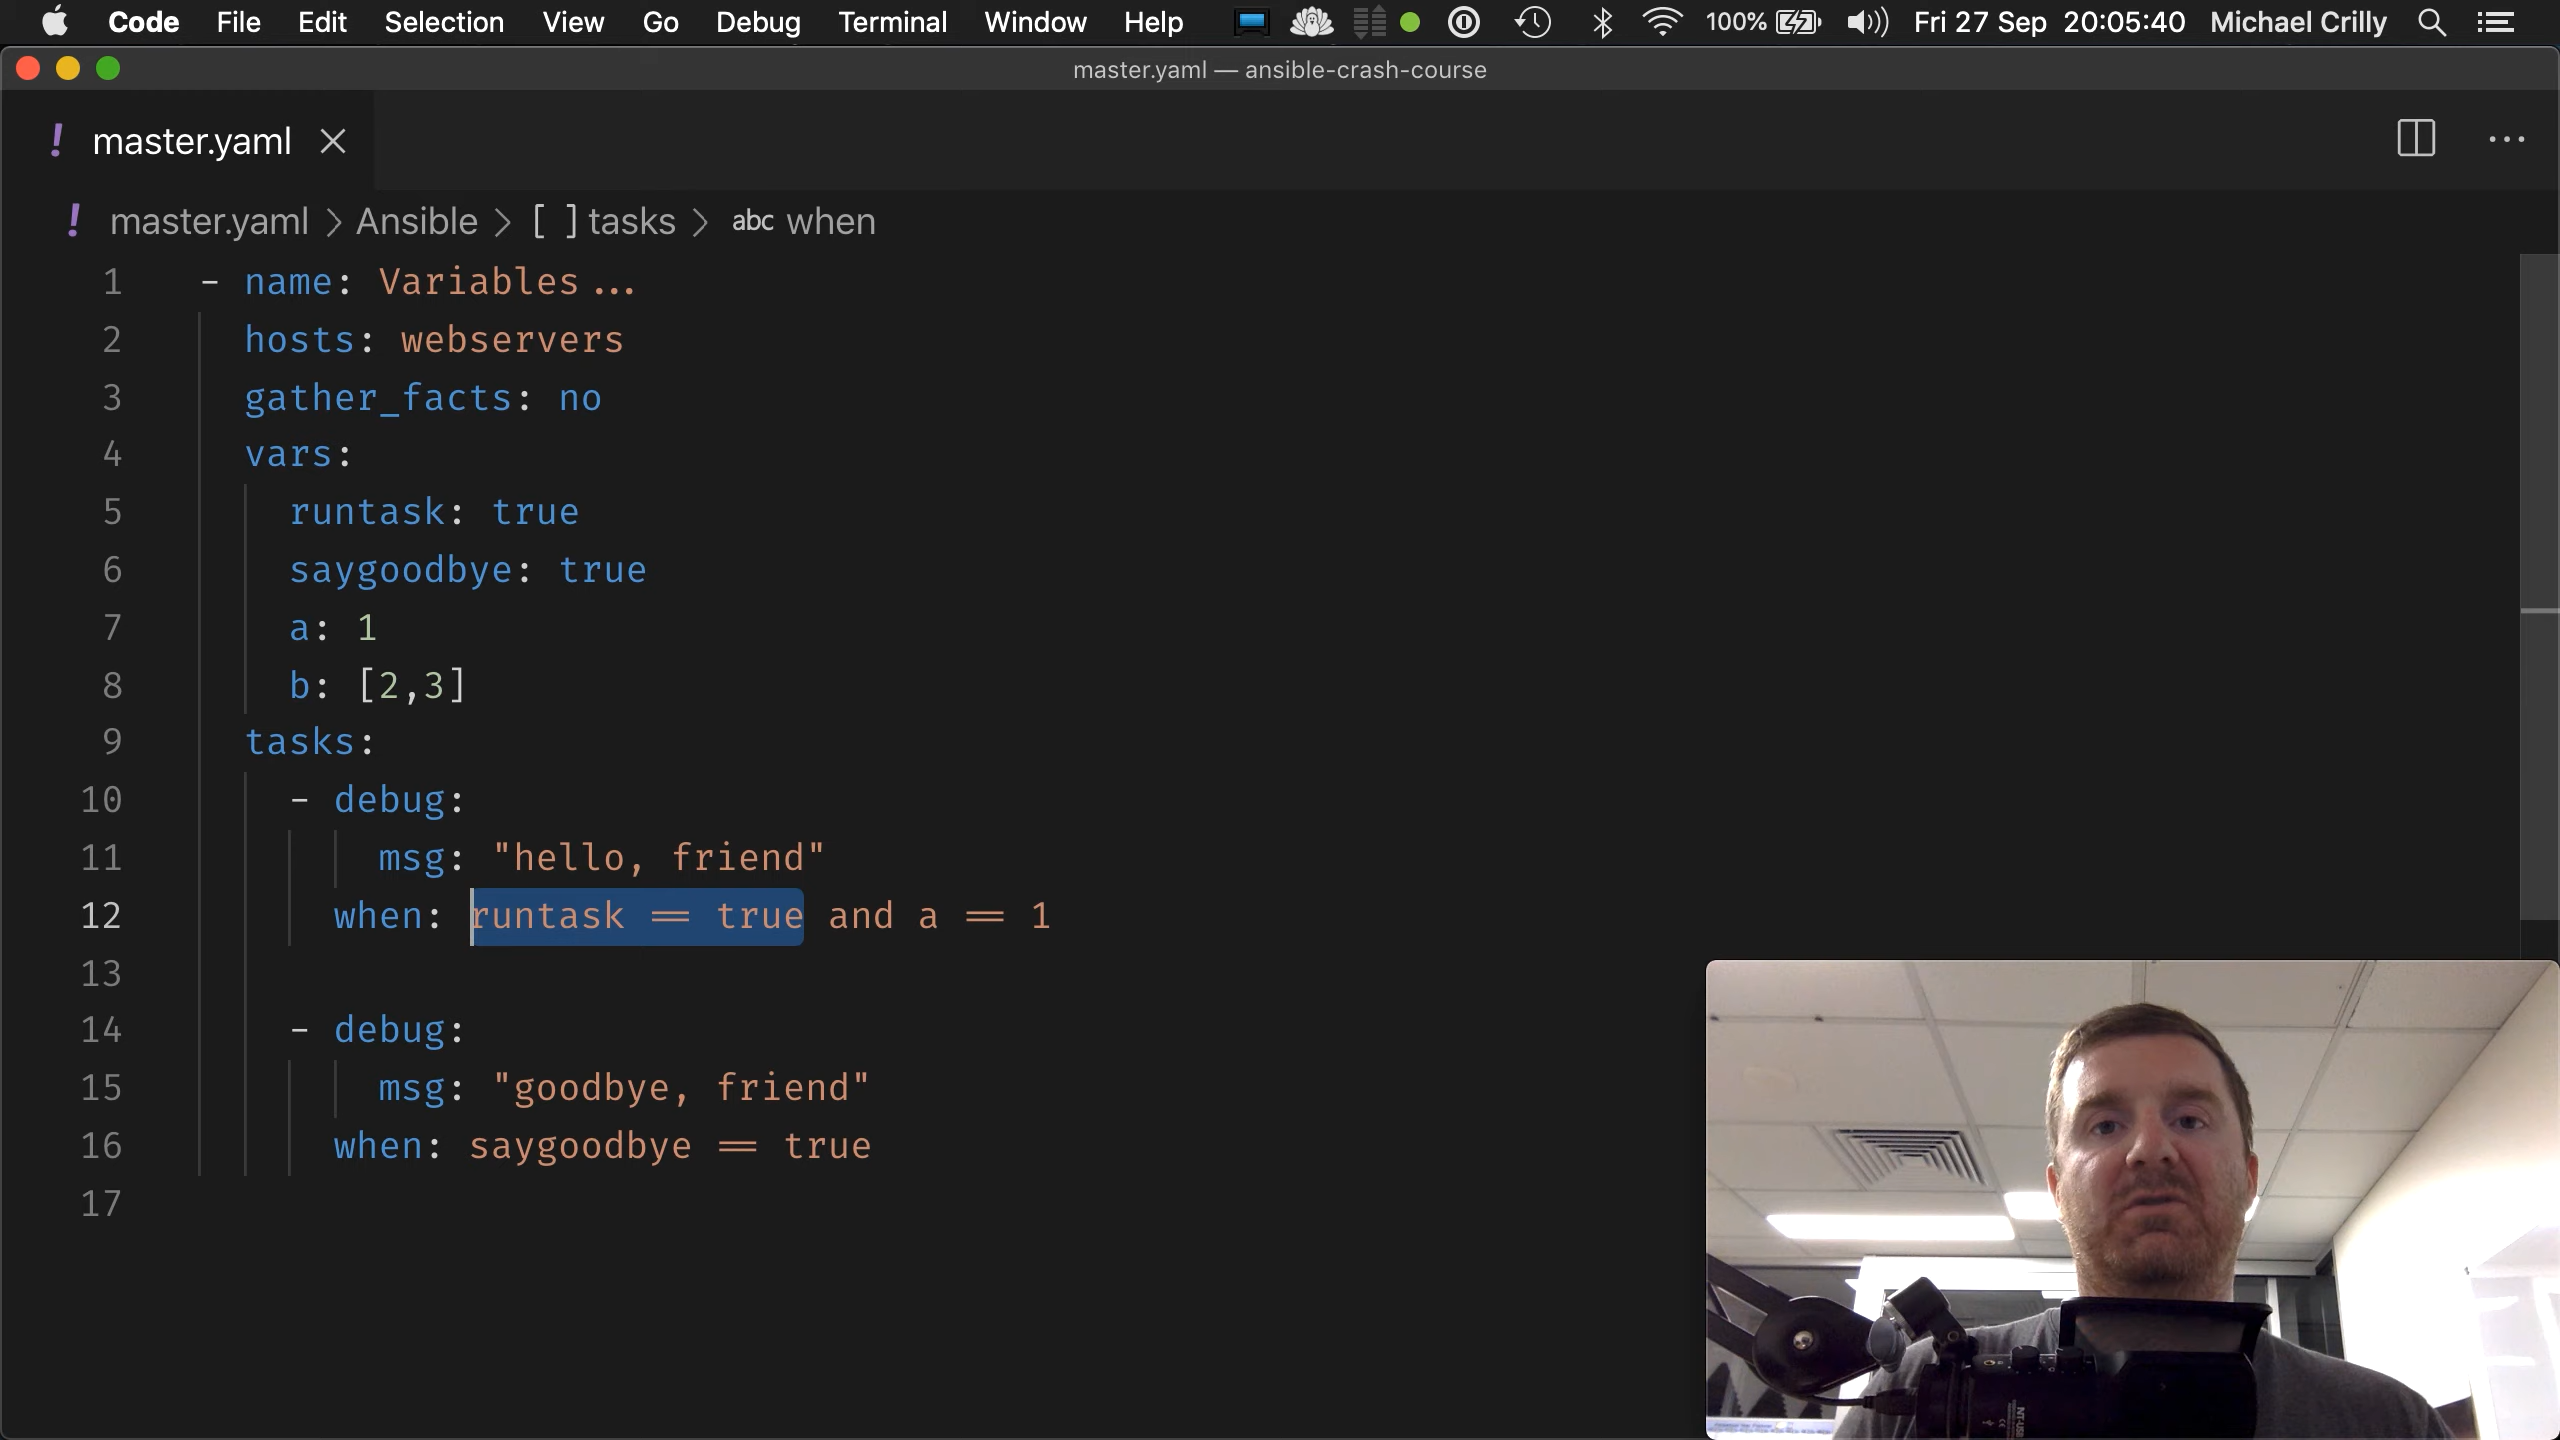 Code File Edit Selection View Go Debug Terminal Window Help 100% Fri 27 Sep 20:05:40 Michael Crilly
master.yaml — ansible-crash-course
! master.yaml
! master.yaml > Ansible > [ ] tasks > abc when
1 - name: Variables...
2 hosts: webservers
3 gather_facts: no
4 vars:
5 runtask: true
6 saygoodbye: true
7 a: 1
8 b: [2,3]
9 tasks:
10 - debug:
11 msg: "hello, friend"
12 when: runtask == true and a == 1
13
14 - debug:
15 msg: "goodbye, friend"
16 when: saygoodbye == true
17
NT-USB